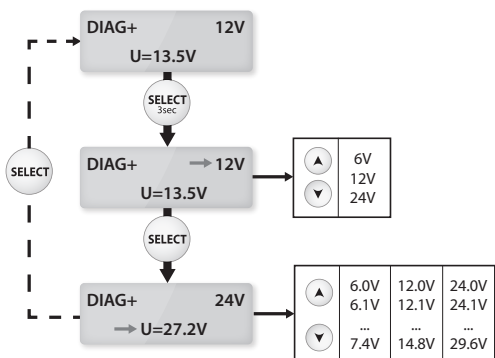 DIAG+ 12V
U=13.5V
SELECT
3sec
SELECT
DIAG+ → 12V
U=13.5V
6V
12V
24V
SELECT
DIAG+ 24V
→ U=27.2V
6.0V 12.0V 24.0V
6.1V 12.1V 24.1V
... ... ...
7.4V 14.8V 29.6V